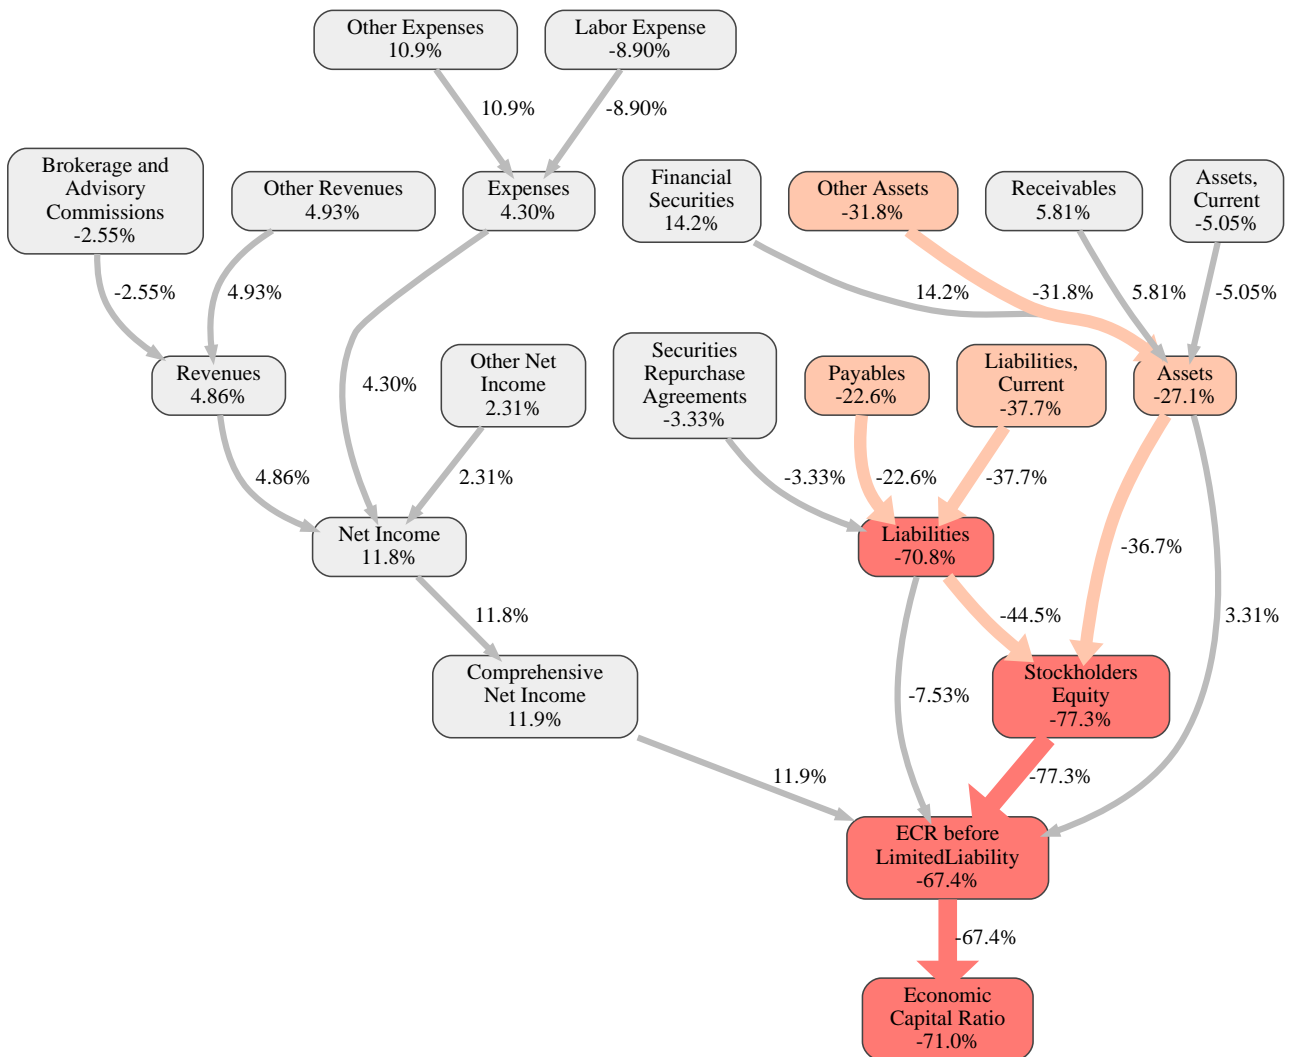 Other Expenses
10.9%
Labor Expense
-8.90%
10.9%
-8.90%
Brokerage and
Advisory
Commissions
-2.55%
Other Revenues
4.93%
Expenses
4.30%
Financial
Securities
14.2%
Other Assets
-31.8%
Receivables
5.81%
Assets,
Current
-5.05%
-2.55%
4.93%
14.2%
-31.8%
5.81%
-5.05%
Revenues
4.86%
4.30%
Other Net
Income
2.31%
Securities
Repurchase
Agreements
-3.33%
Payables
-22.6%
Liabilities,
Current
-37.7%
Assets
-27.1%
4.86%
2.31%
-3.33%
-22.6%
-37.7%
Net Income
11.8%
Liabilities
-70.8%
-36.7%
11.8%
-44.5%
3.31%
Comprehensive
Net Income
11.9%
-7.53%
Stockholders
Equity
-77.3%
11.9%
-77.3%
ECR before
LimitedLiability
-67.4%
-67.4%
Economic
Capital Ratio
-71.0%